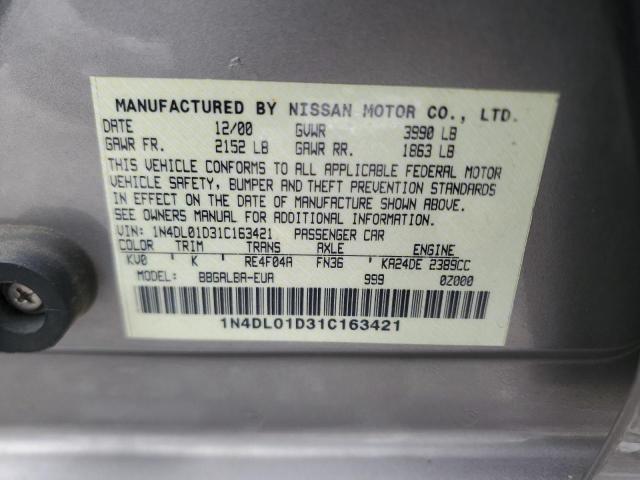 MANUFACTURED BY NISSAN MOTOR CO., LTD.
DATE 12/00 GVWR 3990 LB
GAWR FR. 2152 LB GAWR RR. 1863 LB
THIS VEHICLE CONFORMS TO ALL APPLICABLE FEDERAL MOTOR
VEHICLE SAFETY, BUMPER AND THEFT PREVENTION STANDARDS
IN EFFECT ON THE DATE OF MANUFACTURE SHOWN ABOVE.
SEE OWNERS MANUAL FOR ADDITIONAL INFORMATION.
VIN: 1N4DL01D31C163421 PASSENGER CAR
COLOR TRIM TRANS AXLE ENGINE
KV0 K RE4F04A FN36 KA24DE 2389CC
MODEL: BBGALBA-EUA 999 0Z000
1N4DL01D31C163421